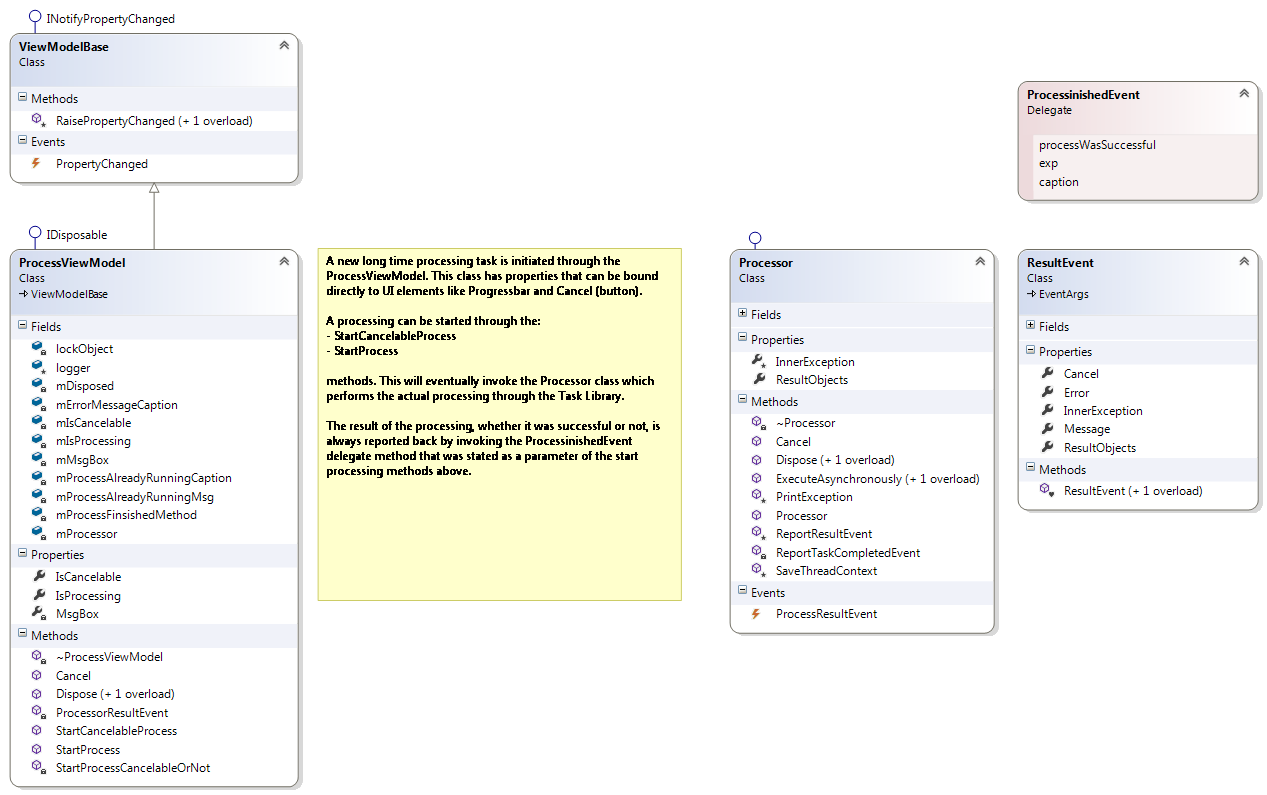 INotifyPropertyChanged
ViewModelBase
Class
Methods
RaisePropertyChanged (+ 1 overload)
Events
PropertyChanged
IDisposable
ProcessViewModel
Class
ViewModelBase
Fields
lockObject
logger
mDisposed
mErrorMessageCaption
mIsCancelable
mIsProcessing
mMsgBox
mProcessAlreadyRunningCaption
mProcessAlreadyRunningMsg
mProcessFinsishedMethod
mProcessor
Properties
IsCancelable
IsProcessing
MsgBox
Methods
~ProcessViewModel
Cancel
Dispose (+ 1 overload)
ProcessorResultEvent
StartCancelableProcess
StartProcess
StartProcessCancelableOrNot
A new long time processing task is initiated through the
ProcessViewModel. This class has properties that can be bound
directly to UI elements like Progressbar and Cancel (button).
A processing can be started through the:
- StartCancelableProcess
- StartProcess
methods. This will eventually invoke the Processor class which
performs the actual processing through the Task Library.
The result of the processing, whether it was successful or not, is
always reported back by invoking the ProcessinishedEvent
delegate method that was stated as a parameter of the start
processing methods above.
Processor
Class
Fields
Properties
InnerException
ResultObjects
Methods
~Processor
Cancel
Dispose (+ 1 overload)
ExecuteAsynchronously (+ 1 overload)
PrintException
Processor
ReportResultEvent
ReportTaskCompletedEvent
SaveThreadContext
Events
ProcessResultEvent
ProcessinishedEvent
Delegate
processWasSuccessful
exp
caption
ResultEvent
Class
EventArgs
Fields
Properties
Cancel
Error
InnerException
Message
ResultObjects
Methods
ResultEvent (+ 1 overload)